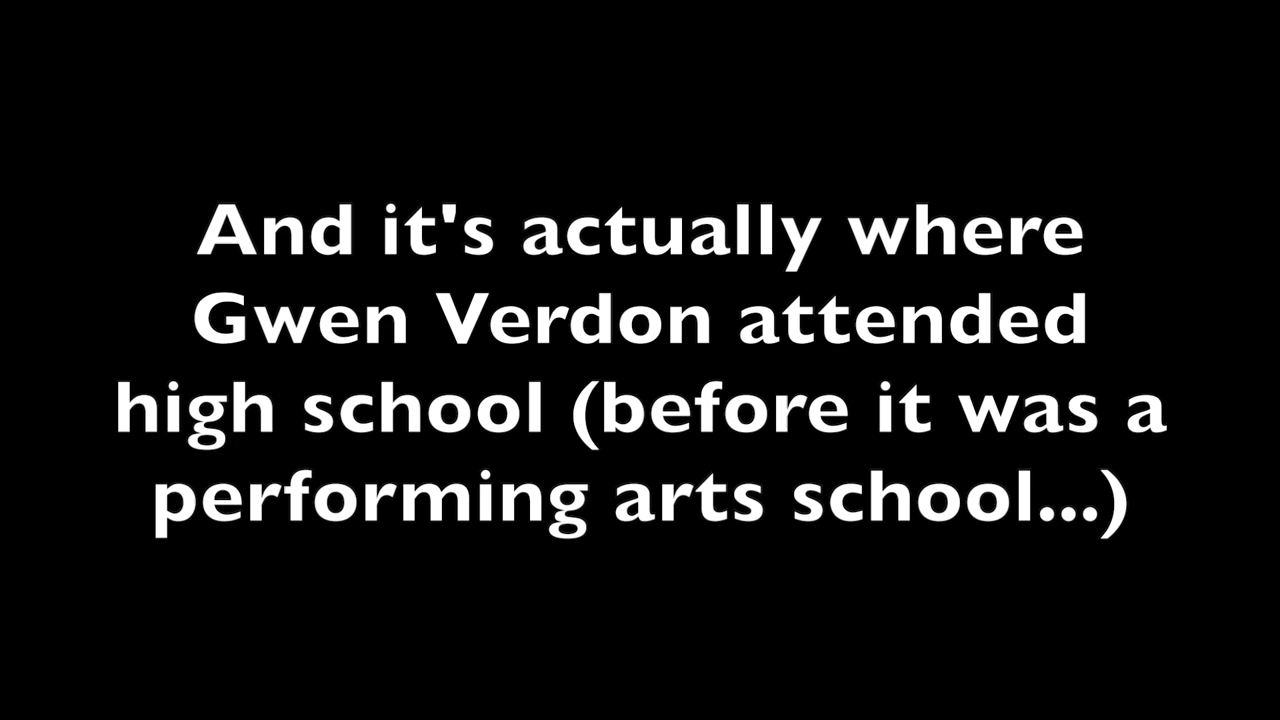 And it's actually where
Gwen Verdon attended
high school (before it was a
performing arts school...)